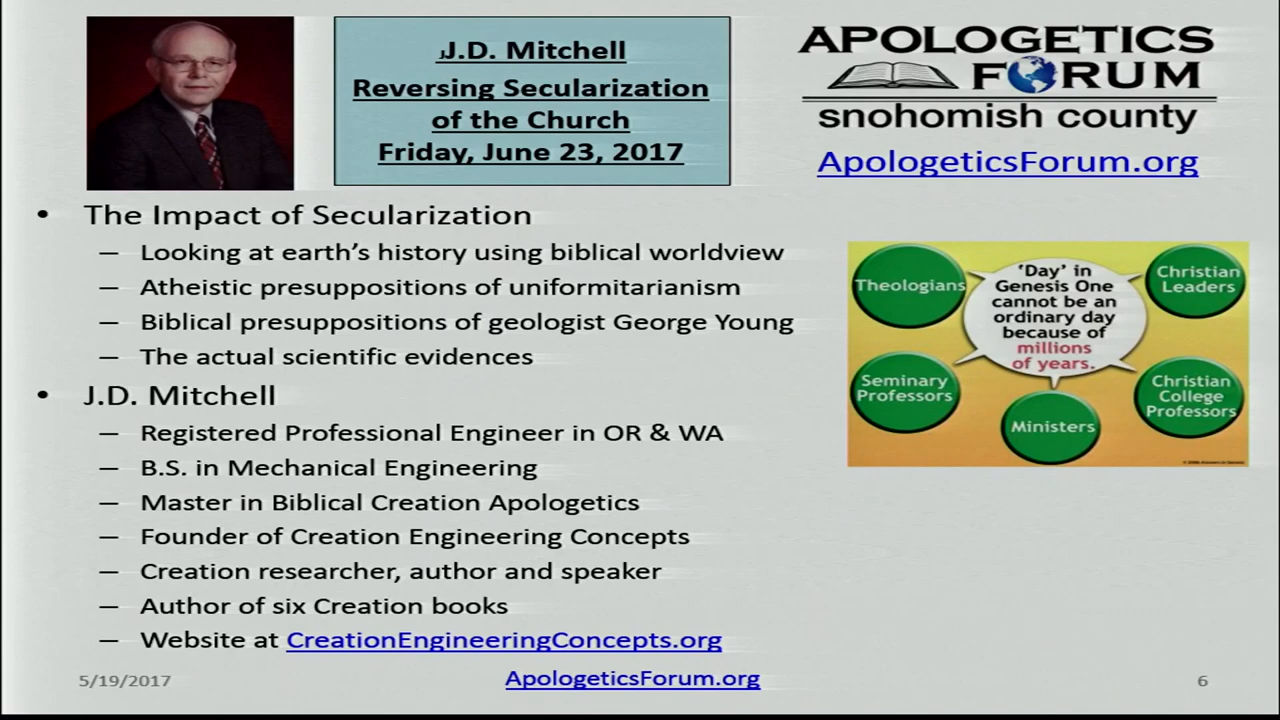 J.D. Mitchell
Reversing Secularization
of the Church
Friday, June 23, 2017
APOLOGETICS
FORUM
snohomish county
ApologeticsForum.org
• The Impact of Secularization
– Looking at earth's history using biblical worldview
– Atheistic presuppositions of uniformitarianism
– Biblical presuppositions of geologist George Young
– The actual scientific evidences
• J.D. Mitchell
– Registered Professional Engineer in OR & WA
– B.S. in Mechanical Engineering
– Master in Biblical Creation Apologetics
– Founder of Creation Engineering Concepts
– Creation researcher, author and speaker
– Author of six Creation books
– Website at CreationEngineeringConcepts.org
Theologians
'Day' in
Genesis One
cannot be an
ordinary day
because of
millions
of years.
Christian
Leaders
Seminary
Professors
Ministers
Christian
College
Professors
5/19/2017
ApologeticsForum.org
6